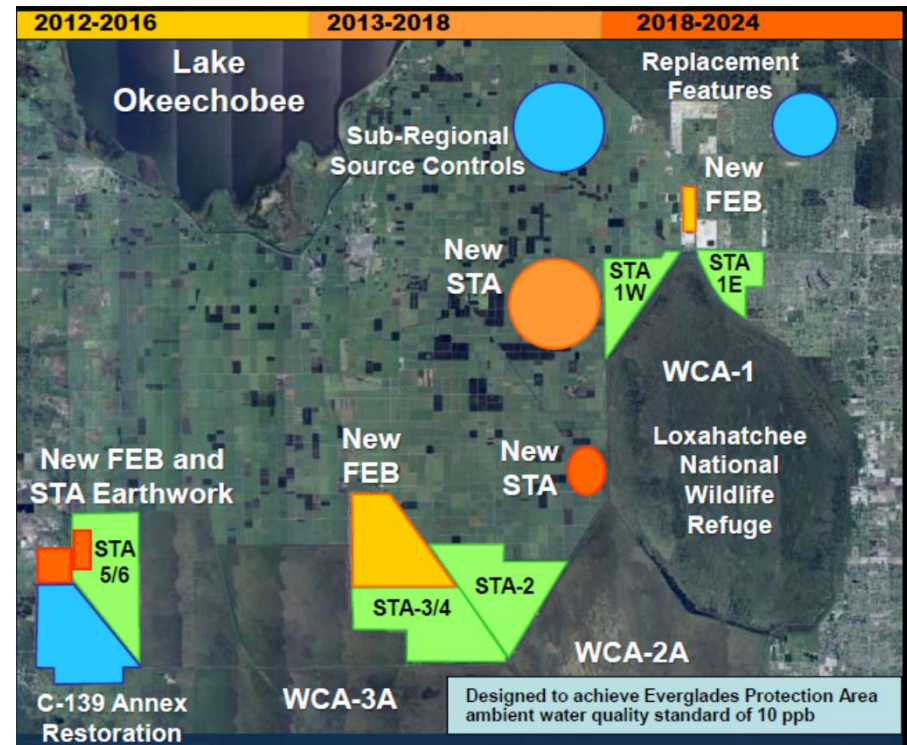 2012-2016
2013-2018
2018-2024
Lake
Okeechobee
Replacement
Features
Sub-Regional
Source Controls
New
FEB
New
STA
STA
1W
STA
1E
WCA-1
Loxahatchee
National
Wildlife
Refuge
New
FEB
New
STA
New FEB and
STA Earthwork
STA
5/6
STA-2
STA-3/4
WCA-2A
WCA-3A
C-139 Annex
Restoration
Designed to achieve Everglades Protection Area
ambient water quality standard of 10 ppb